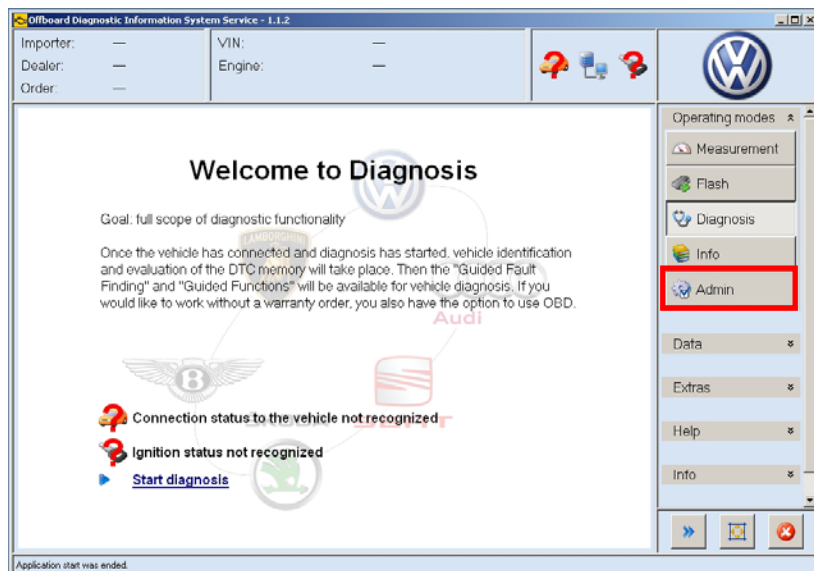 Offboard Diagnostic Information System Service - 1.1.2
Importer: —
Dealer: —
Order: —
VIN: —
Engine: —
Welcome to Diagnosis
Goal: full scope of diagnostic functionality
Once the vehicle has connected and diagnosis has started, vehicle identification
and evaluation of the DTC memory will take place. Then the "Guided Fault
Finding" and "Guided Functions" will be available for vehicle diagnosis. If you
would like to work without a warranty order, you also have the option to use OBD.
LAMBORGHINI
Audi
B
Connection status to the vehicle not recognized
SKODA SEAT
Ignition status not recognized
Start diagnosis
Operating modes
Measurement
Flash
Diagnosis
Info
Admin
Data
Extras
Help
Info
Application start was ended.